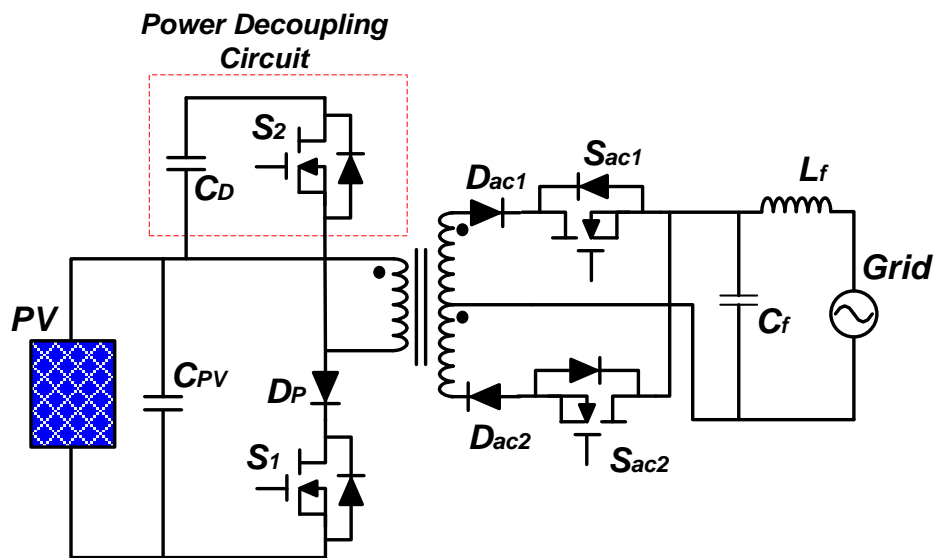 Power Decoupling
Circuit
S2
CD
Dac1
Sac1
Lf
Grid
PV
CPV
DP
Cf
S1
Dac2
Sac2